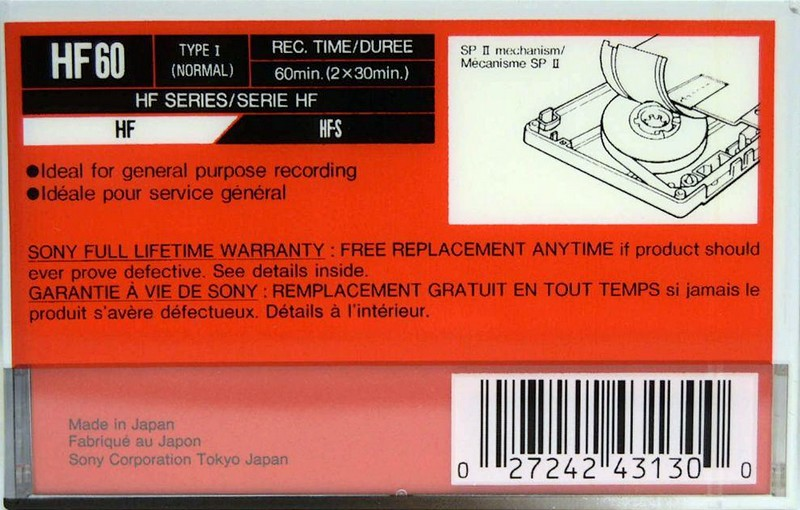 HF 60
TYPE I
(NORMAL)
REC. TIME/DUREE
60min. (2×30min.)
HF SERIES/SERIE HF
HF
HF-S
●Ideal for general purpose recording
●Idéale pour service général
SP II mechanism/
Mécanisme SP II
SONY FULL LIFETIME WARRANTY : FREE REPLACEMENT ANYTIME if product should
ever prove defective. See details inside.
GARANTIE À VIE DE SONY : REMPLACEMENT GRATUIT EN TOUT TEMPS si jamais le
produit s'avère défectueux. Détails à l'intérieur.
Made in Japan
Fabriqué au Japon
Sony Corporation Tokyo Japan
0 27242 43130 0